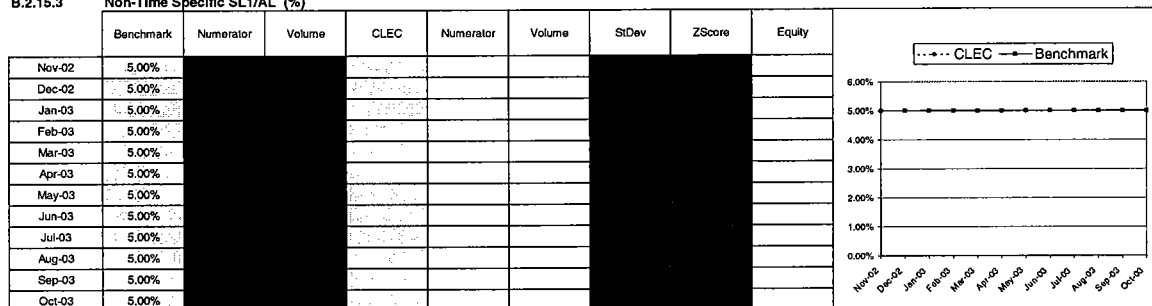 B.2.15.3 Non-Time Specific SL1/AL (%)
Benchmark Numerator Volume CLEC Numerator Volume StDev ZScore Equity
Nov-02 5.00%
Dec-02 5.00%
Jan-03 5.00%
Feb-03 5.00%
Mar-03 5.00%
Apr-03 5.00%
May-03 5.00%
Jun-03 5.00%
Jul-03 5.00%
Aug-03 5.00%
Sep-03 5.00%
Oct-03 5.00%
CLEC Benchmark
6.00%
5.00%
4.00%
3.00%
2.00%
1.00%
0.00%
Nov-02 Dec-02 Jan-03 Feb-03 Mar-03 Apr-03 May-03 Jun-03 Jul-03 Aug-03 Sep-03 Oct-03